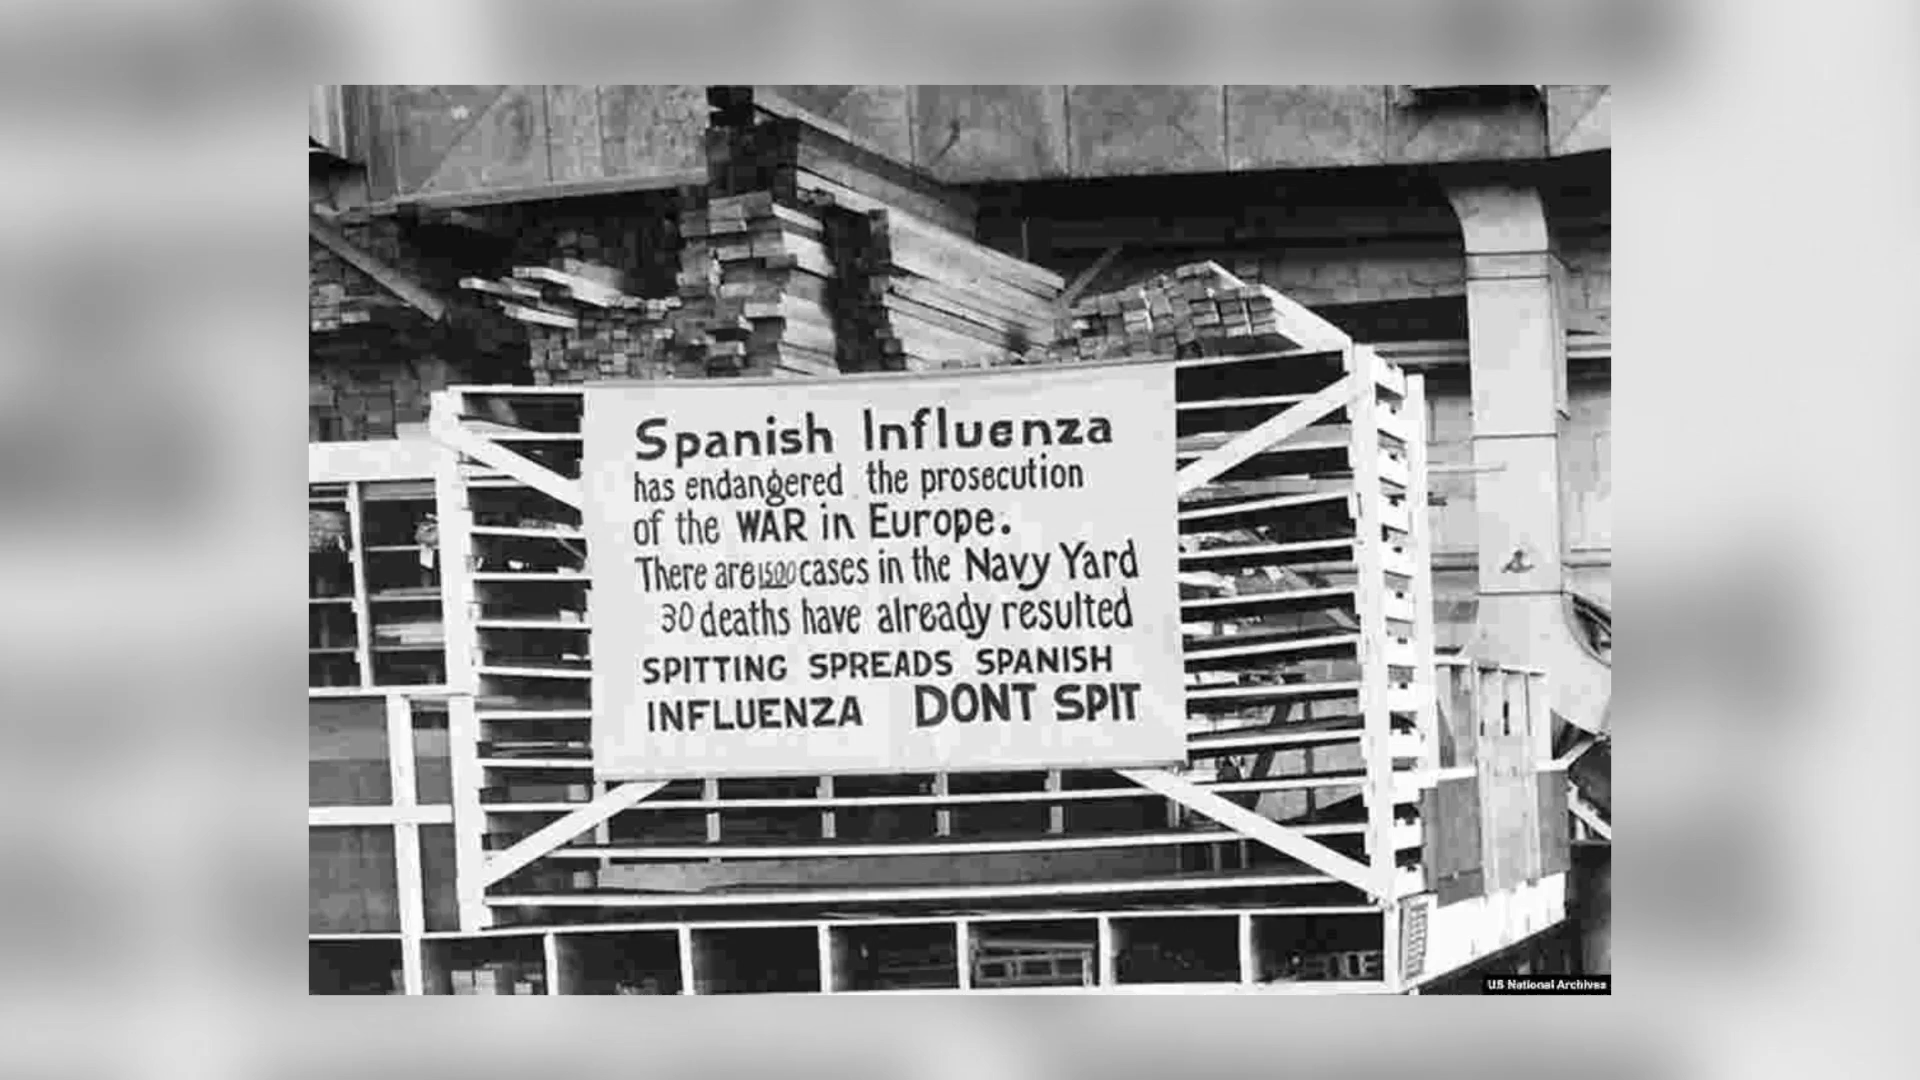 Spanish Influenza
has endangered the prosecution
of the WAR in Europe.
There are 1500 cases in the Navy Yard
30 deaths have already resulted
SPITTING SPREADS SPANISH
INFLUENZA DONT SPIT
US National Archives